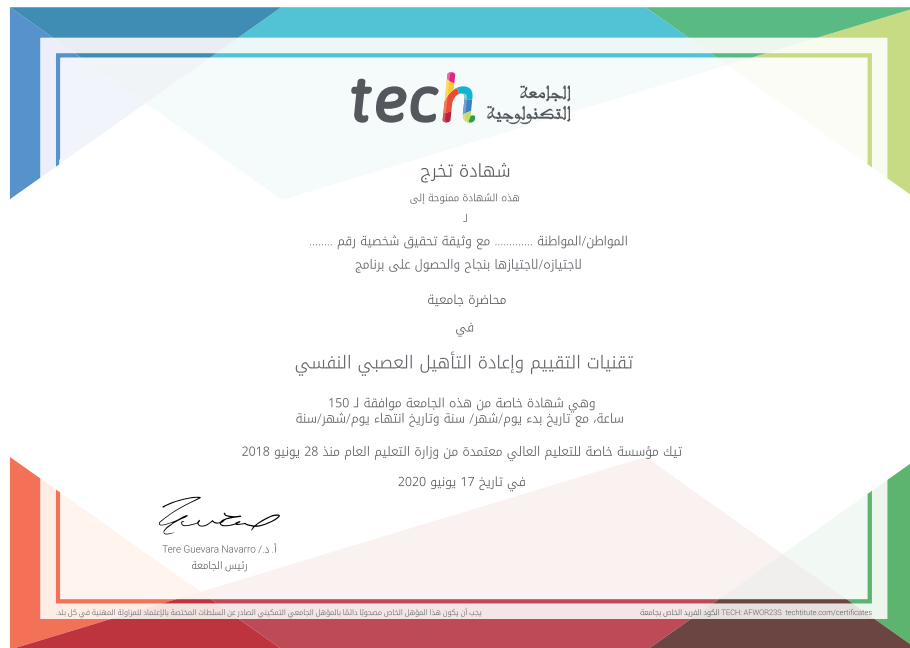 tech الجامعة
التكنولوجية
شهادة تخرج
هذه الشهادة ممنوحة إلى
لـ
المواطن/المواطنة ............. مع وثيقة تحقيق شخصية رقم ........
لاجتيازه/لاجتيازها بنجاح والحصول على برنامج
محاضرة جامعية
في
تقنيات التقييم وإعادة التأهيل العصبي النفسي
وهي شهادة خاصة من هذه الجامعة موافقة لـ 150
ساعة، مع تاريخ بدء يوم/شهر/ سنة وتاريخ انتهاء يوم/شهر/سنة
تيك مؤسسة خاصة للتعليم العالي معتمدة من وزارة التعليم العام منذ 28 يونيو 2018
في تاريخ 17 يونيو 2020
أ. د./ Tere Guevara Navarro
رئيس الجامعة
يجب أن يكون هذا المؤهل الخاص مصحوبًا دائمًا بالمؤهل الجامعي التمكيني الصادر عن السلطات المختصة بالإعتماد للمزاولة المهنية في كل بلد.
الكود الفريد الخاص بجامعة TECH: AFWOR23S techtitute.com/certificates